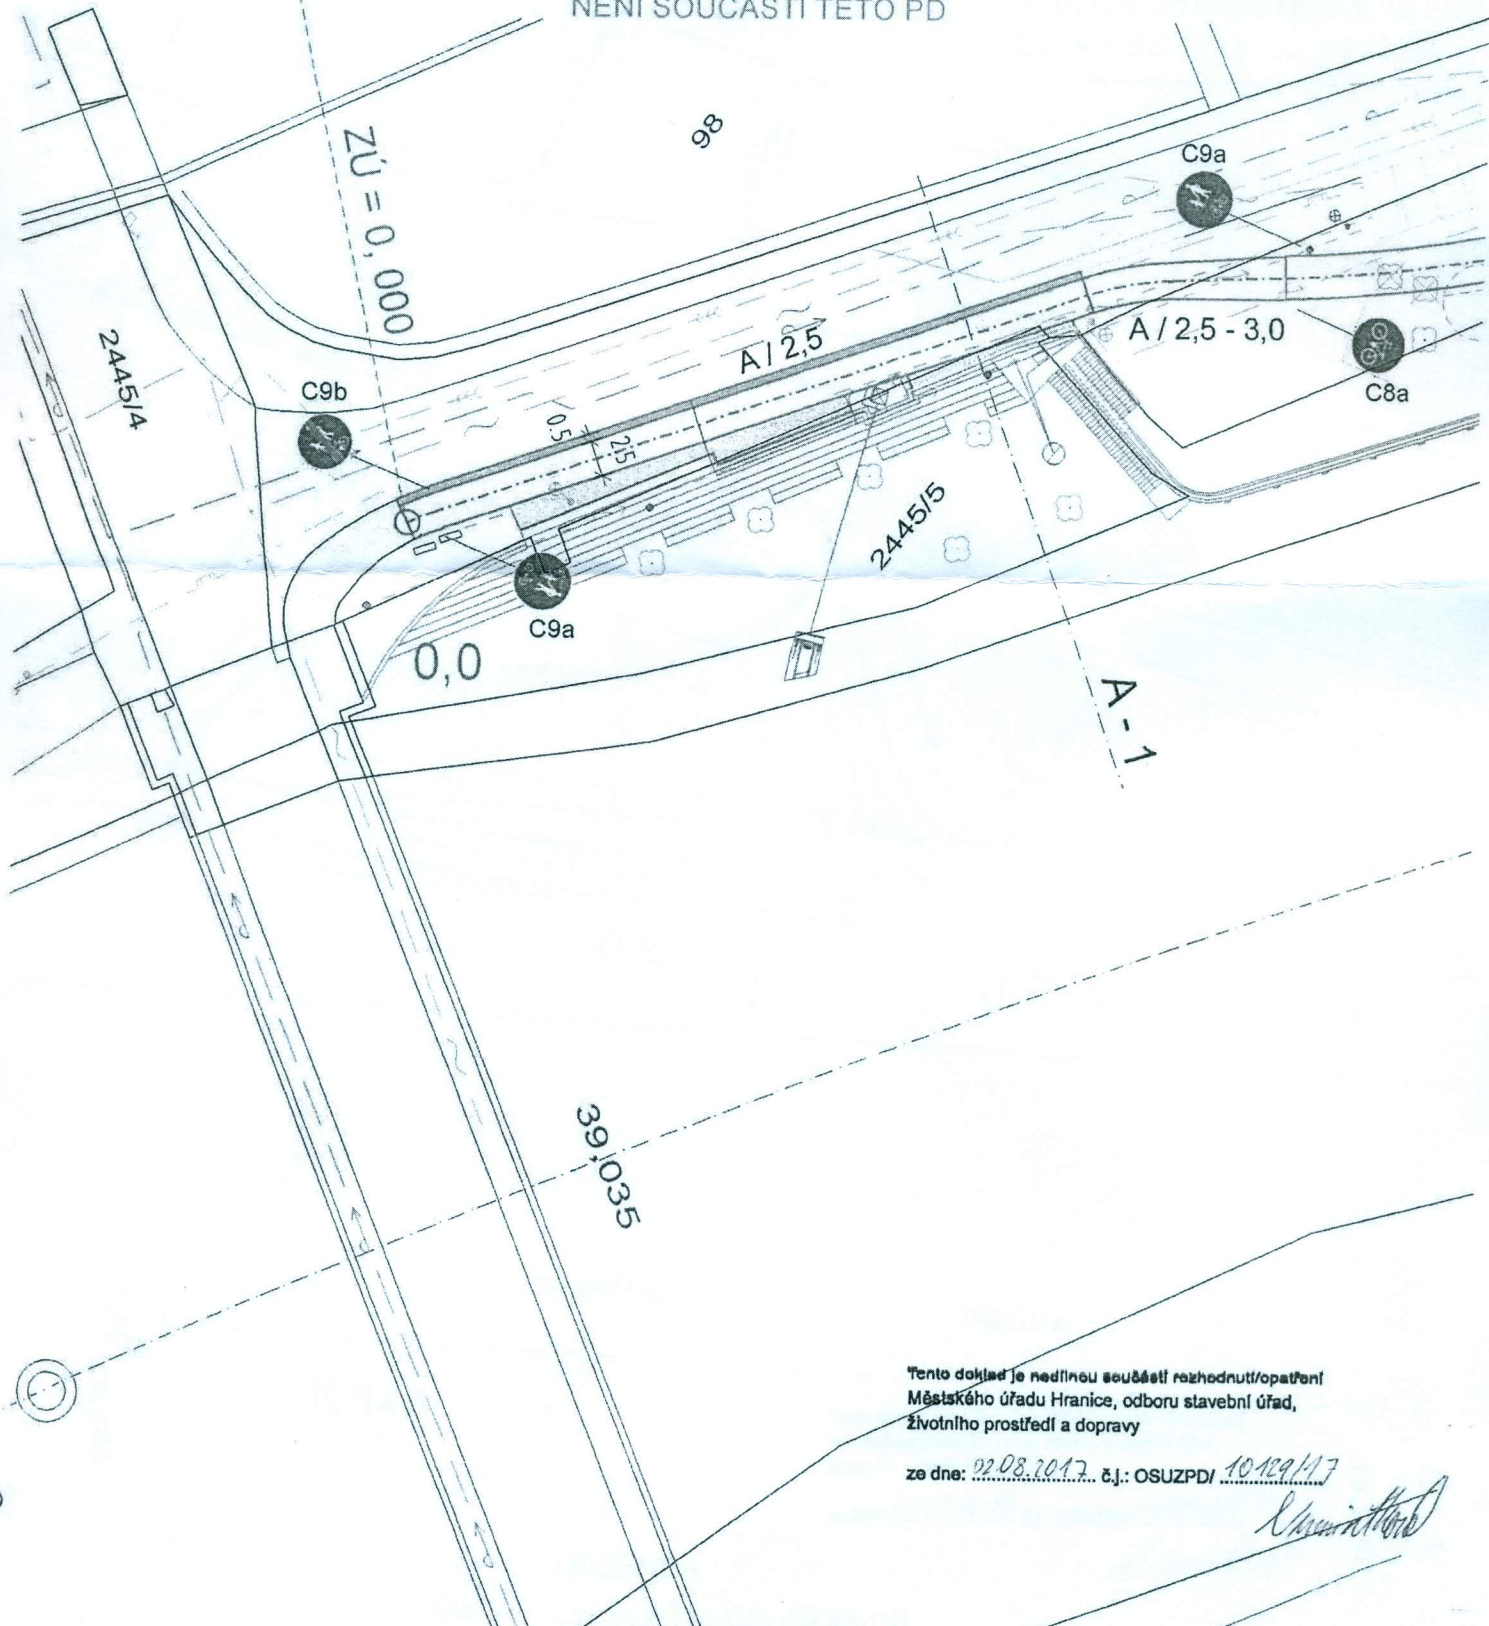 NENÍ SOUČÁSTÍ TÉTO PD
98
C9a
ZÚ = 0,000
2445/4
A / 2,5
A / 2,5 - 3,0
C9b
C8a
0.5
2.5
2445/5
C9a
0,0
A - 1
39,035
Tento doklad je nedílnou součástí rozhodnutí/opatření
Městského úřadu Hranice, odboru stavební úřad,
životního prostředí a dopravy
ze dne: 02.08.2017 č.j.: OSUZPD/ 10129/17